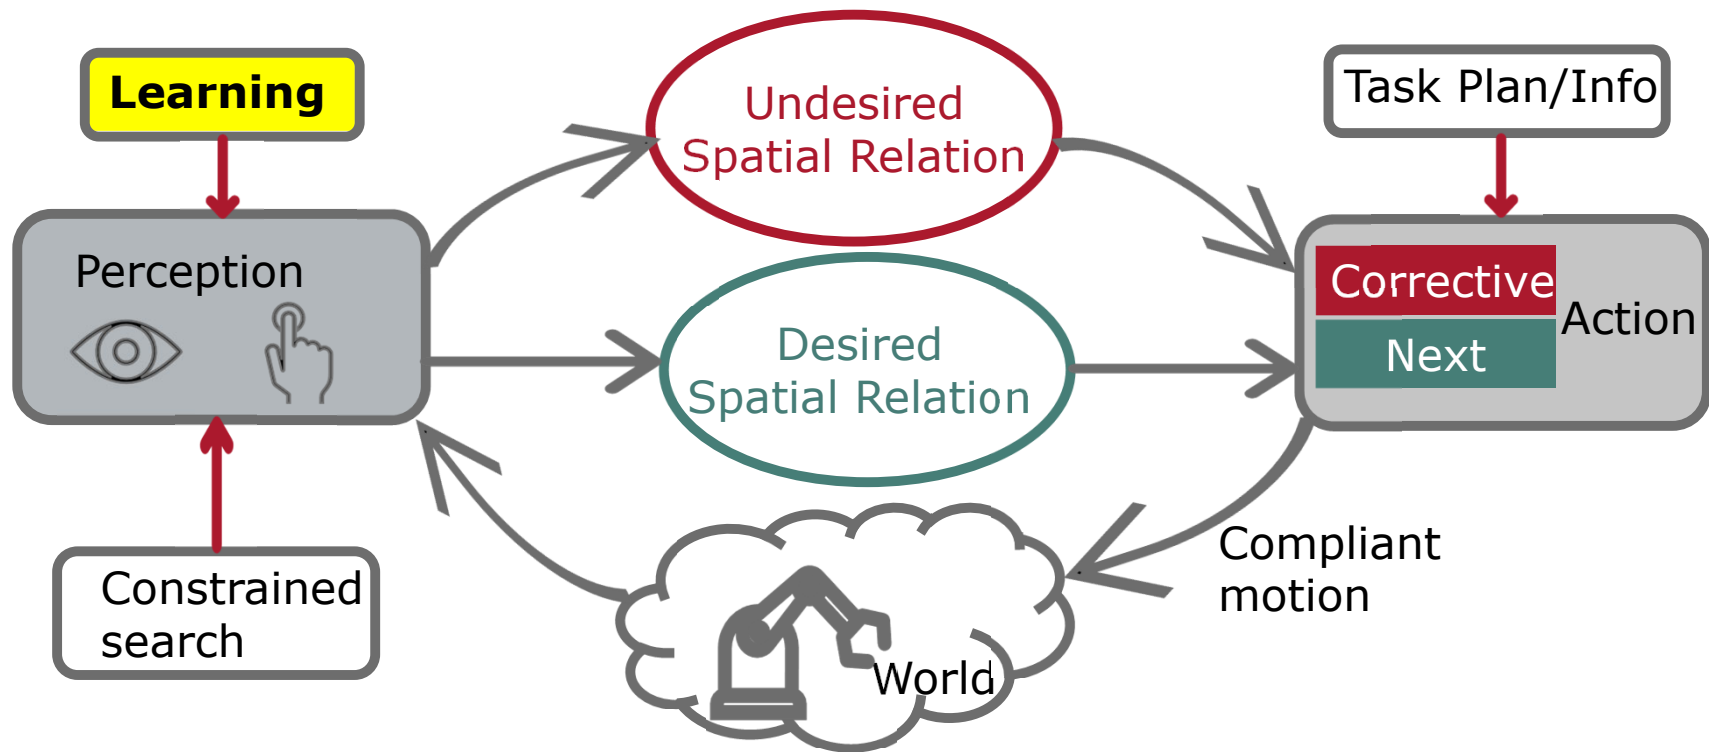 Learning
Undesired
Spatial Relation
Task Plan/Info
Perception
Corrective
Next
Action
Desired
Spatial Relation
Constrained
search
World
Compliant
motion